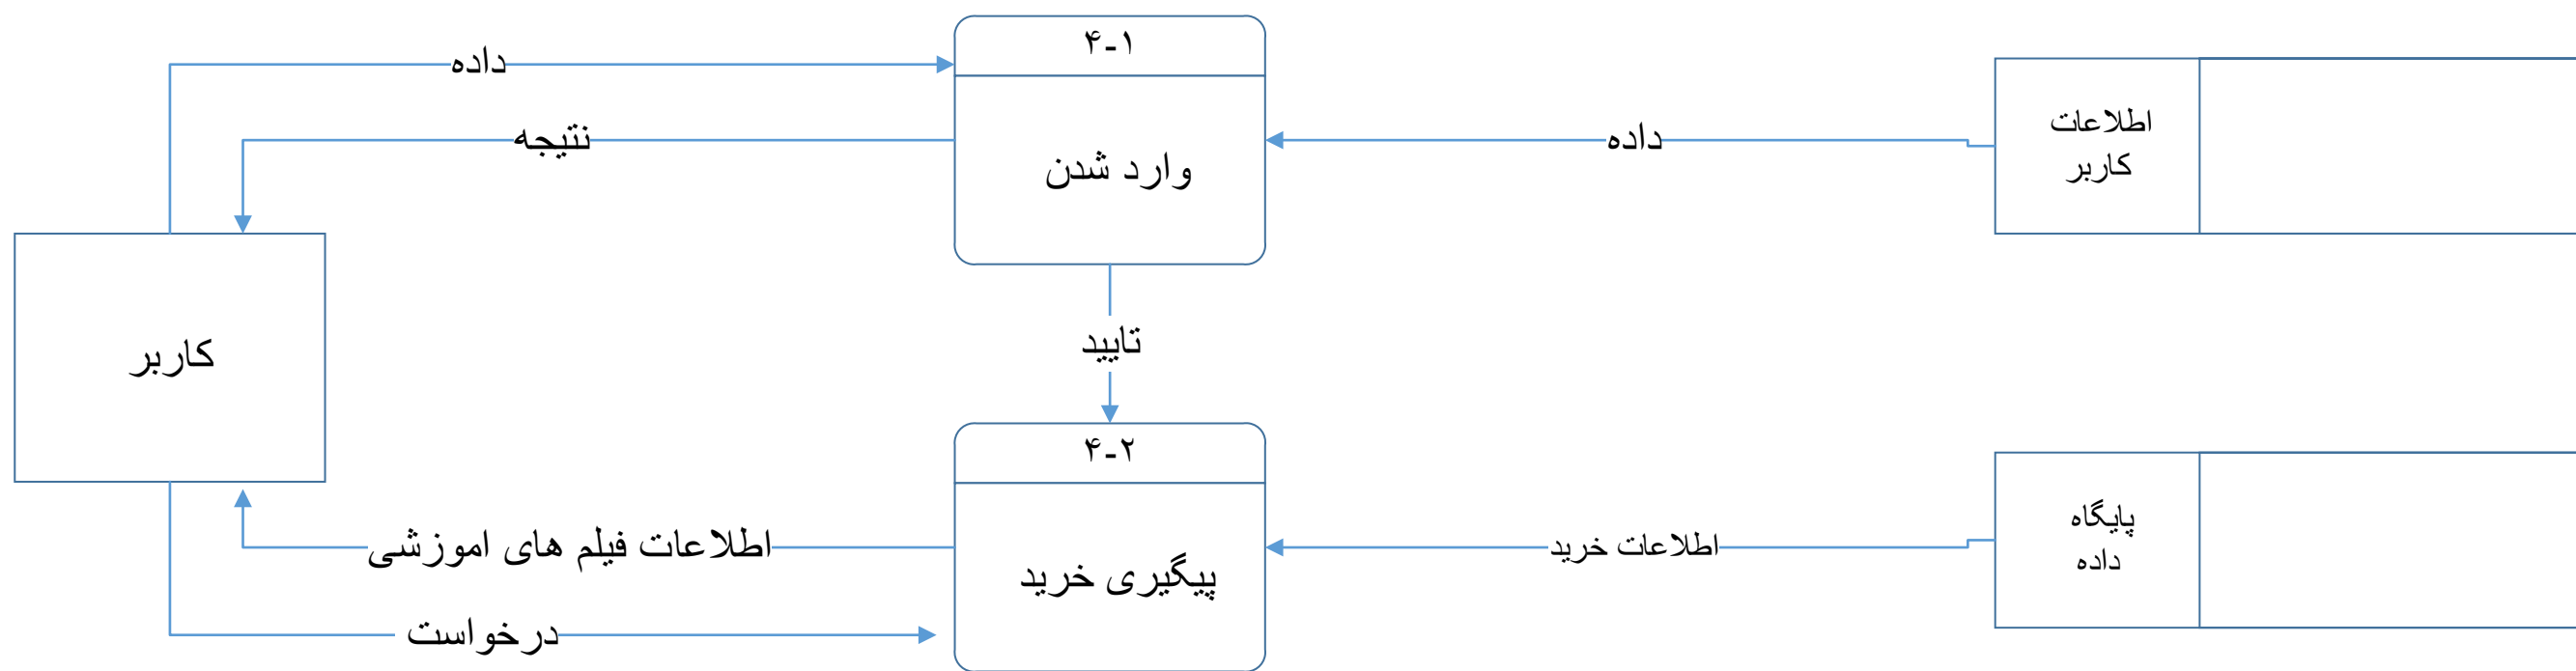 ۴-۱
داده
نتیجه
وارد شدن
داده
اطلاعات
کاربر
کاربر
تایید
۴-۲
اطلاعات فیلم های اموزشی
پیگیری خرید
درخواست
اطلاعات خرید
پایگاه
داده